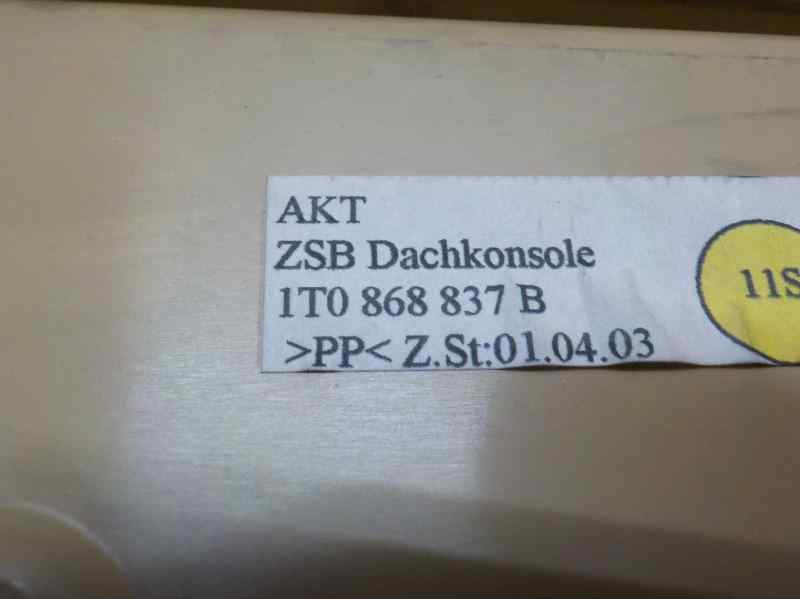 AKT
ZSB Dachkonsole
1T0 868 837 B
>PP< Z.St:01.04.03
11S